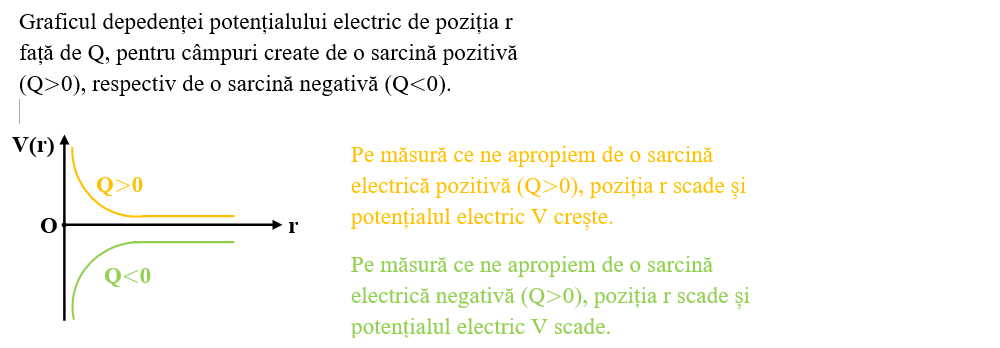 Graficul depedenței potențialului electric de poziția r
față de Q, pentru câmpuri create de o sarcină pozitivă
(Q>0), respectiv de o sarcină negativă (Q<0).
V(r)
Q>0
O
r
Q<0
Pe măsură ce ne apropiem de o sarcină
electrică pozitivă (Q>0), poziția r scade și
potențialul electric V crește.
Pe măsură ce ne apropiem de o sarcină
electrică negativă (Q>0), poziția r scade și
potențialul electric V scade.